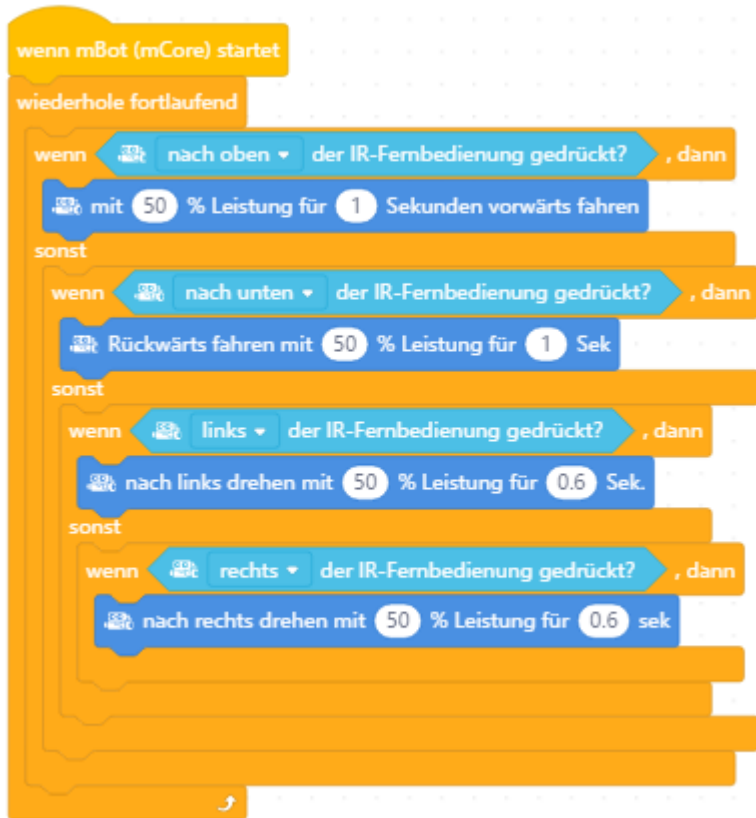 wenn mBot (mCore) startet
wiederhole fortlaufend
wenn nach oben der IR-Fernbedienung gedrückt? , dann
mit 50 % Leistung für 1 Sekunden vorwärts fahren
sonst
wenn nach unten der IR-Fernbedienung gedrückt? , dann
Rückwärts fahren mit 50 % Leistung für 1 Sek
sonst
wenn links der IR-Fernbedienung gedrückt? , dann
nach links drehen mit 50 % Leistung für 0.6 Sek.
sonst
wenn rechts der IR-Fernbedienung gedrückt? , dann
nach rechts drehen mit 50 % Leistung für 0.6 sek